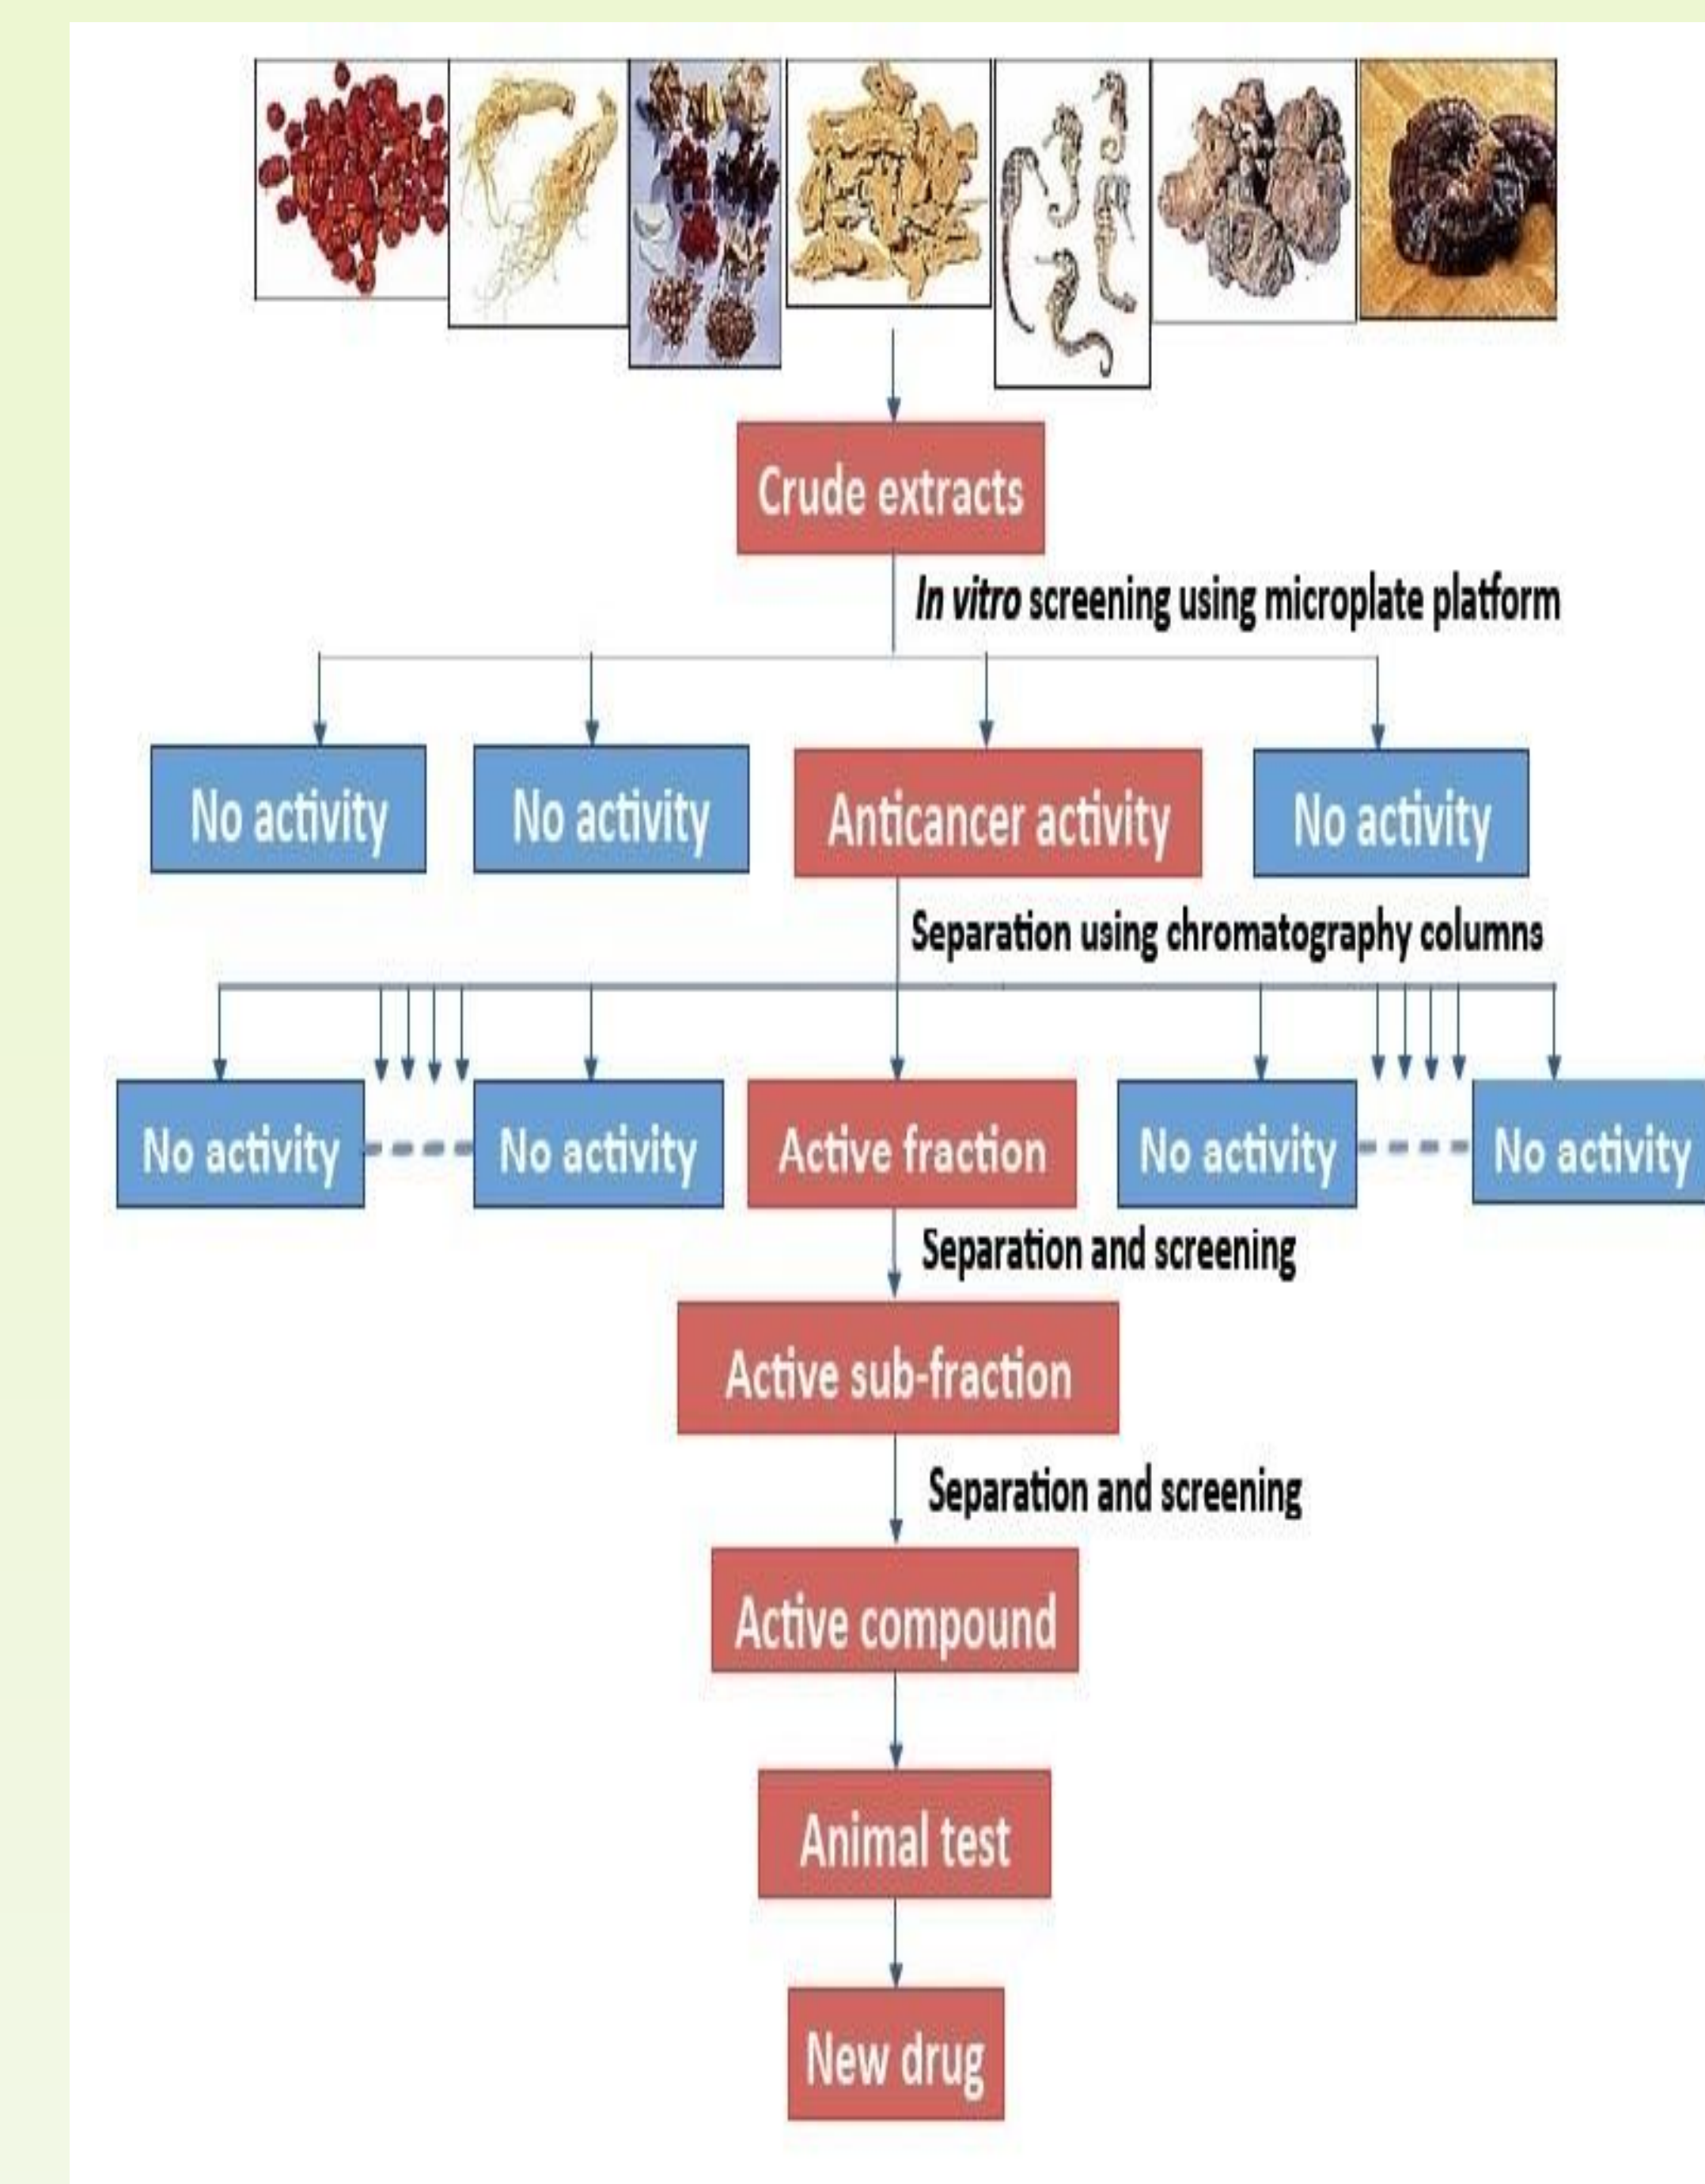 Crude extracts
In vitro screening using microplate platform
No activity
No activity
Anticancer activity
No activity
Separation using chromatography columns
No activity
No activity
Active fraction
No activity
No activity
Separation and screening
Active sub-fraction
Separation and screening
Active compound
Animal test
New drug